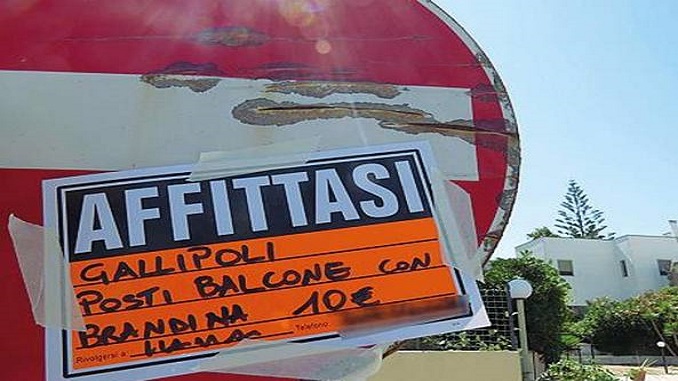 AFFITTASI
GALLIPOLI
POSTI BALCONE CON
BRANDINA 10€
Rivolgersi a: Telefono